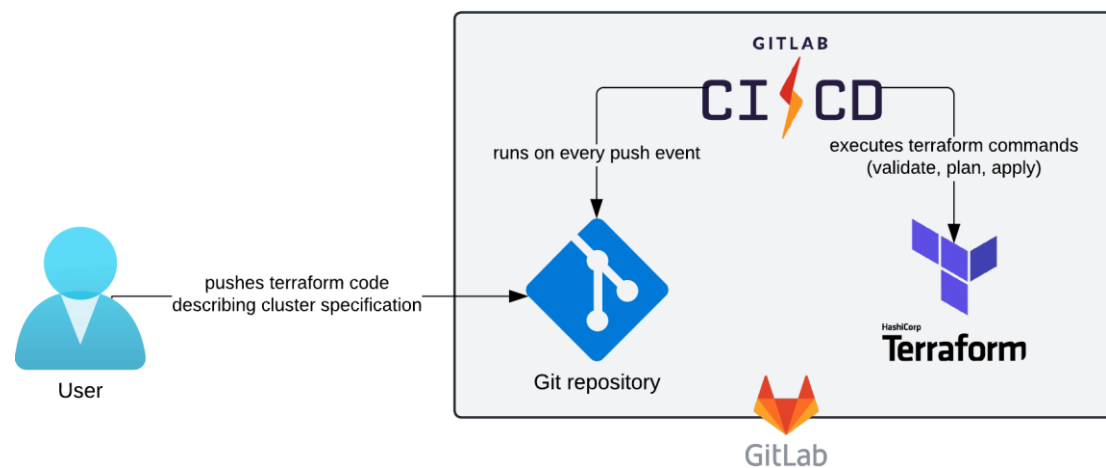 GITLAB
CI CD
runs on every push event
executes terraform commands
(validate, plan, apply)
pushes terraform code
describing cluster specification
User
Git repository
HashiCorp
Terraform
GitLab